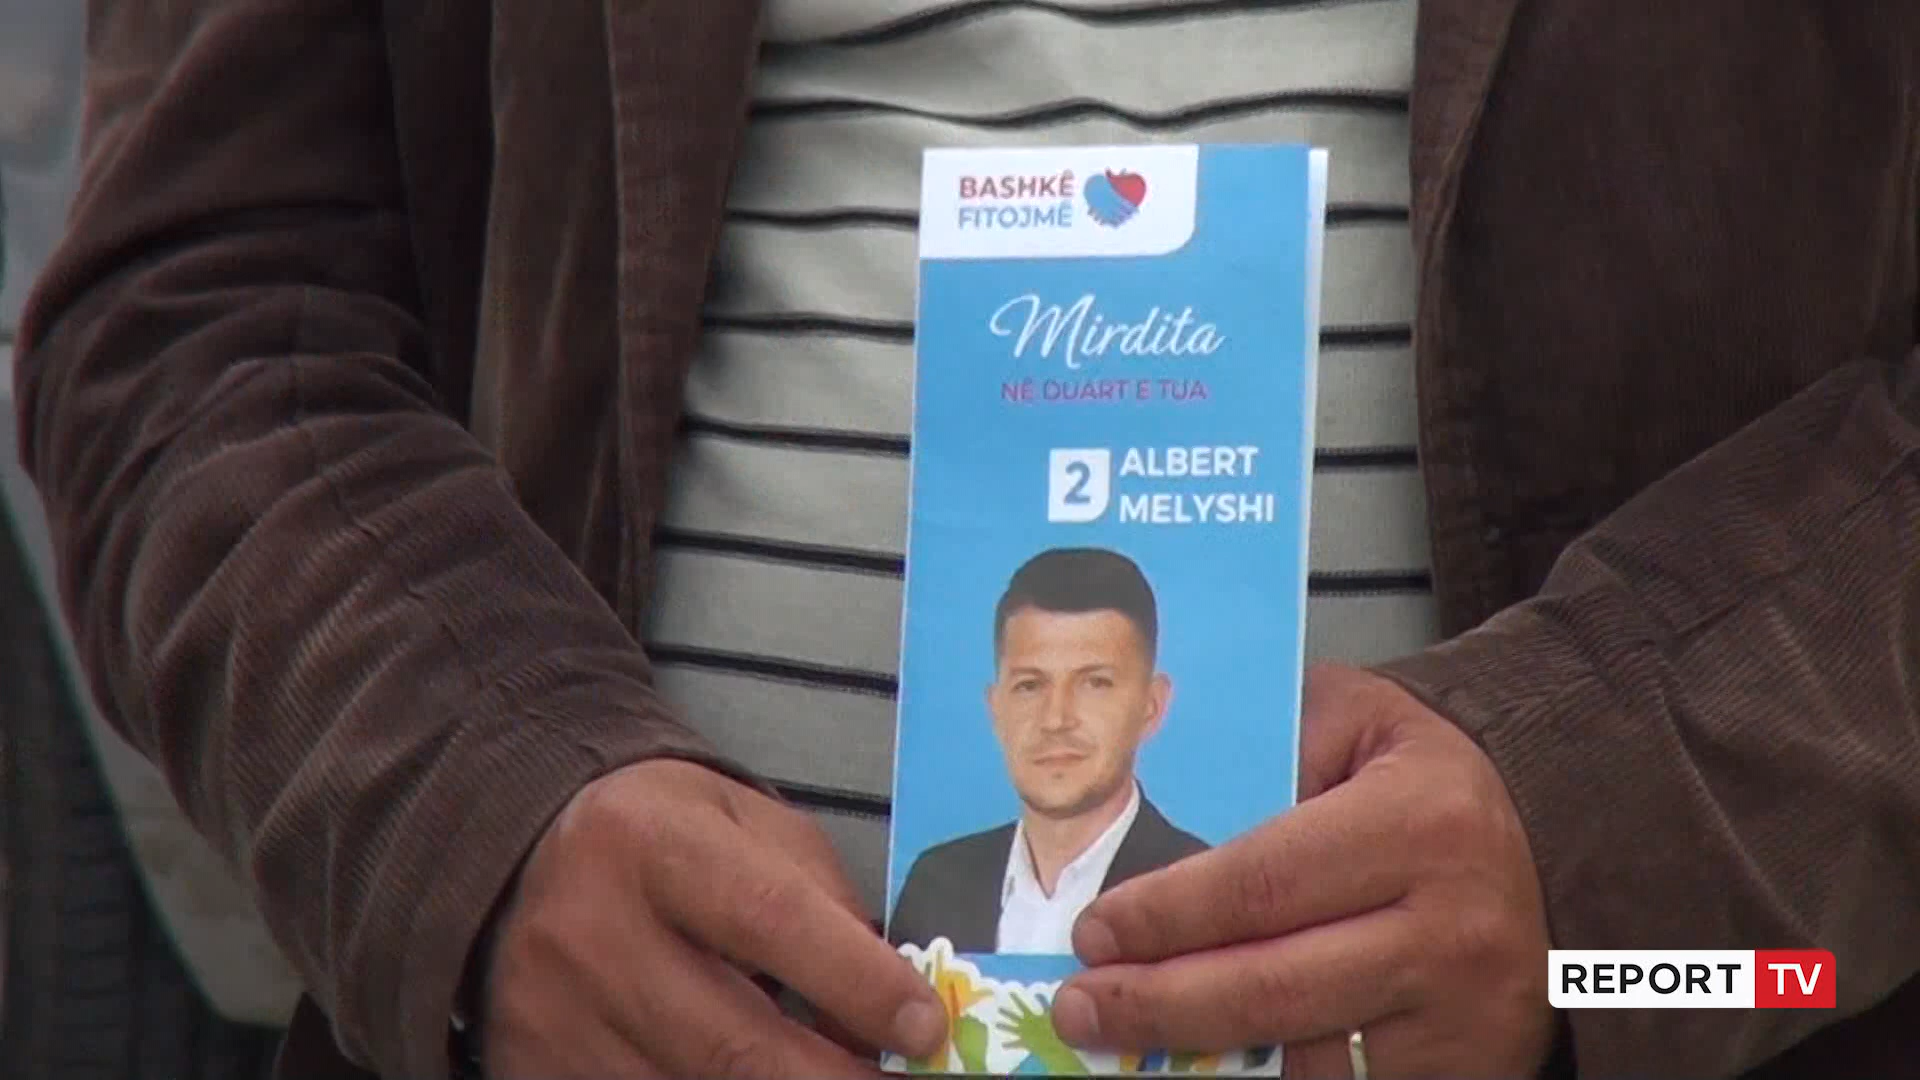 BASHKË
FITOJMË
Mirdita
NË DUART E TUA
2 ALBERT
MELYSHI
REPORT TV